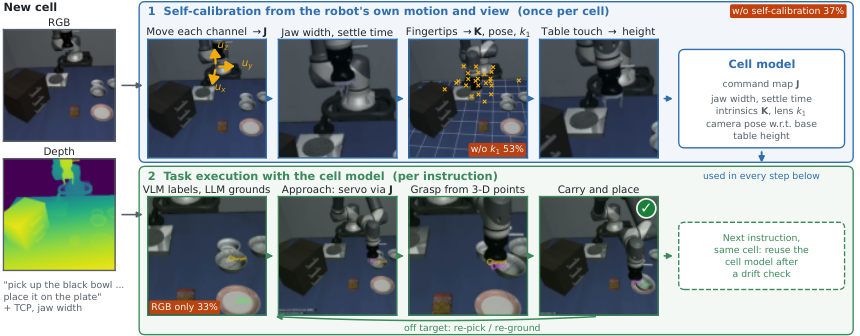 New cell
RGB
Depth
"pick up the black bowl ...
place it on the plate"
+ TCP, jaw width
1 Self-calibration from the robot's own motion and view (once per cell)
w/o self-calibration 37%
Move each channel → J
Jaw width, settle time
Fingertips → K, pose, k₁
Table touch → height
u_z
u_y
u_x
w/o k₁ 53%
Cell model
command map J
jaw width, settle time
intrinsics K, lens k₁
camera pose w.r.t. base
table height
2 Task execution with the cell model (per instruction)
used in every step below
VLM labels, LLM grounds
Approach: servo via J
Grasp from 3-D points
Carry and place
RGB only 33%
✓
Next instruction,
same cell: reuse the
cell model after
a drift check
off target: re-pick / re-ground